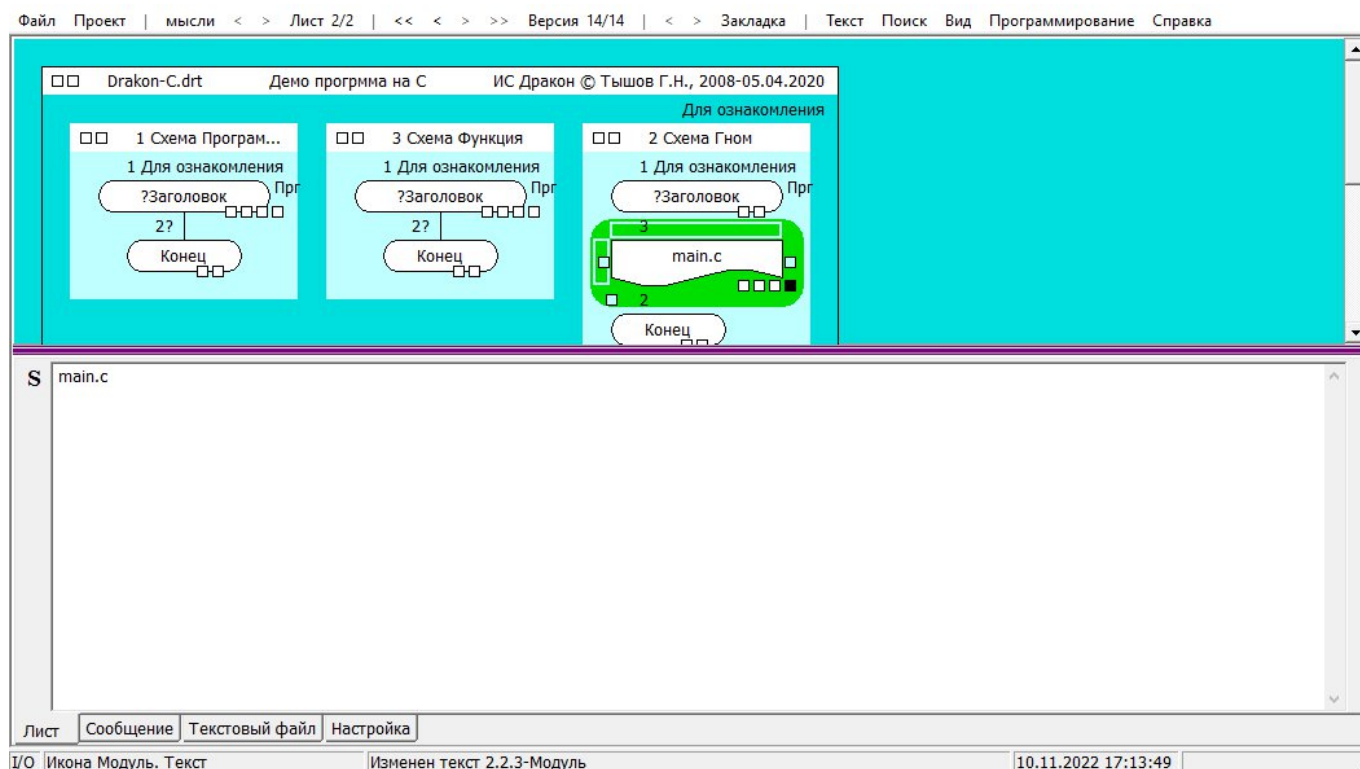 Файл Проект | мысли < > Лист 2/2 | << < > >> Версия 14/14 | < > Закладка | Текст Поиск Вид Программирование Справка
Drakon-C.drt Демо прогрмма на С ИС Дракон © Тышов Г.Н., 2008-05.04.2020
Для ознакомления
1 Схема Програм...
1 Для ознакомления
?Заголовок
Прг
2?
Конец
3 Схема Функция
1 Для ознакомления
?Заголовок
Прг
2?
Конец
2 Схема Гном
1 Для ознакомления
?Заголовок
Прг
3
main.c
2
Конец
S main.c
Лист Сообщение Текстовый файл Настройка
I/O Икона Модуль. Текст Изменен текст 2.2.3-Модуль 10.11.2022 17:13:49